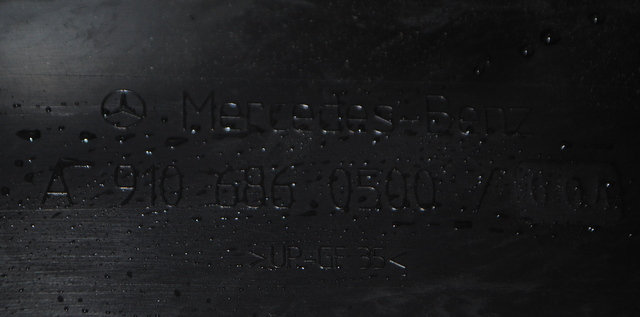 Mercedes-Benz
A 910 686 0500 /
>UP-GF 35<